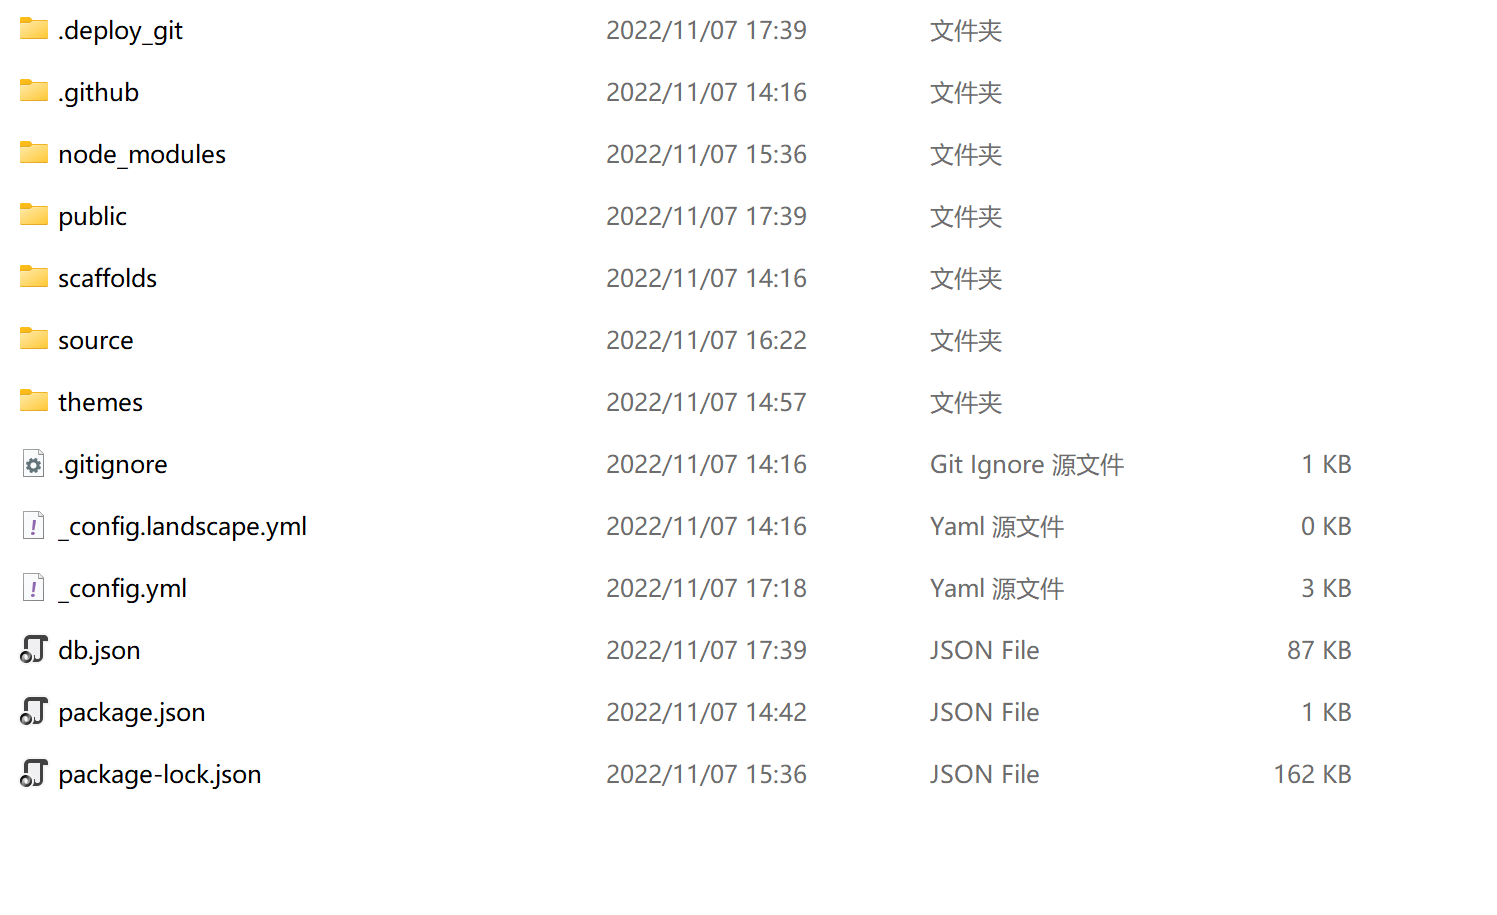 .deploy_git 2022/11/07 17:39 文件夹
.github 2022/11/07 14:16 文件夹
node_modules 2022/11/07 15:36 文件夹
public 2022/11/07 17:39 文件夹
scaffolds 2022/11/07 14:16 文件夹
source 2022/11/07 16:22 文件夹
themes 2022/11/07 14:57 文件夹
.gitignore 2022/11/07 14:16 Git Ignore 源文件 1 KB
_config.landscape.yml 2022/11/07 14:16 Yaml 源文件 0 KB
_config.yml 2022/11/07 17:18 Yaml 源文件 3 KB
db.json 2022/11/07 17:39 JSON File 87 KB
package.json 2022/11/07 14:42 JSON File 1 KB
package-lock.json 2022/11/07 15:36 JSON File 162 KB